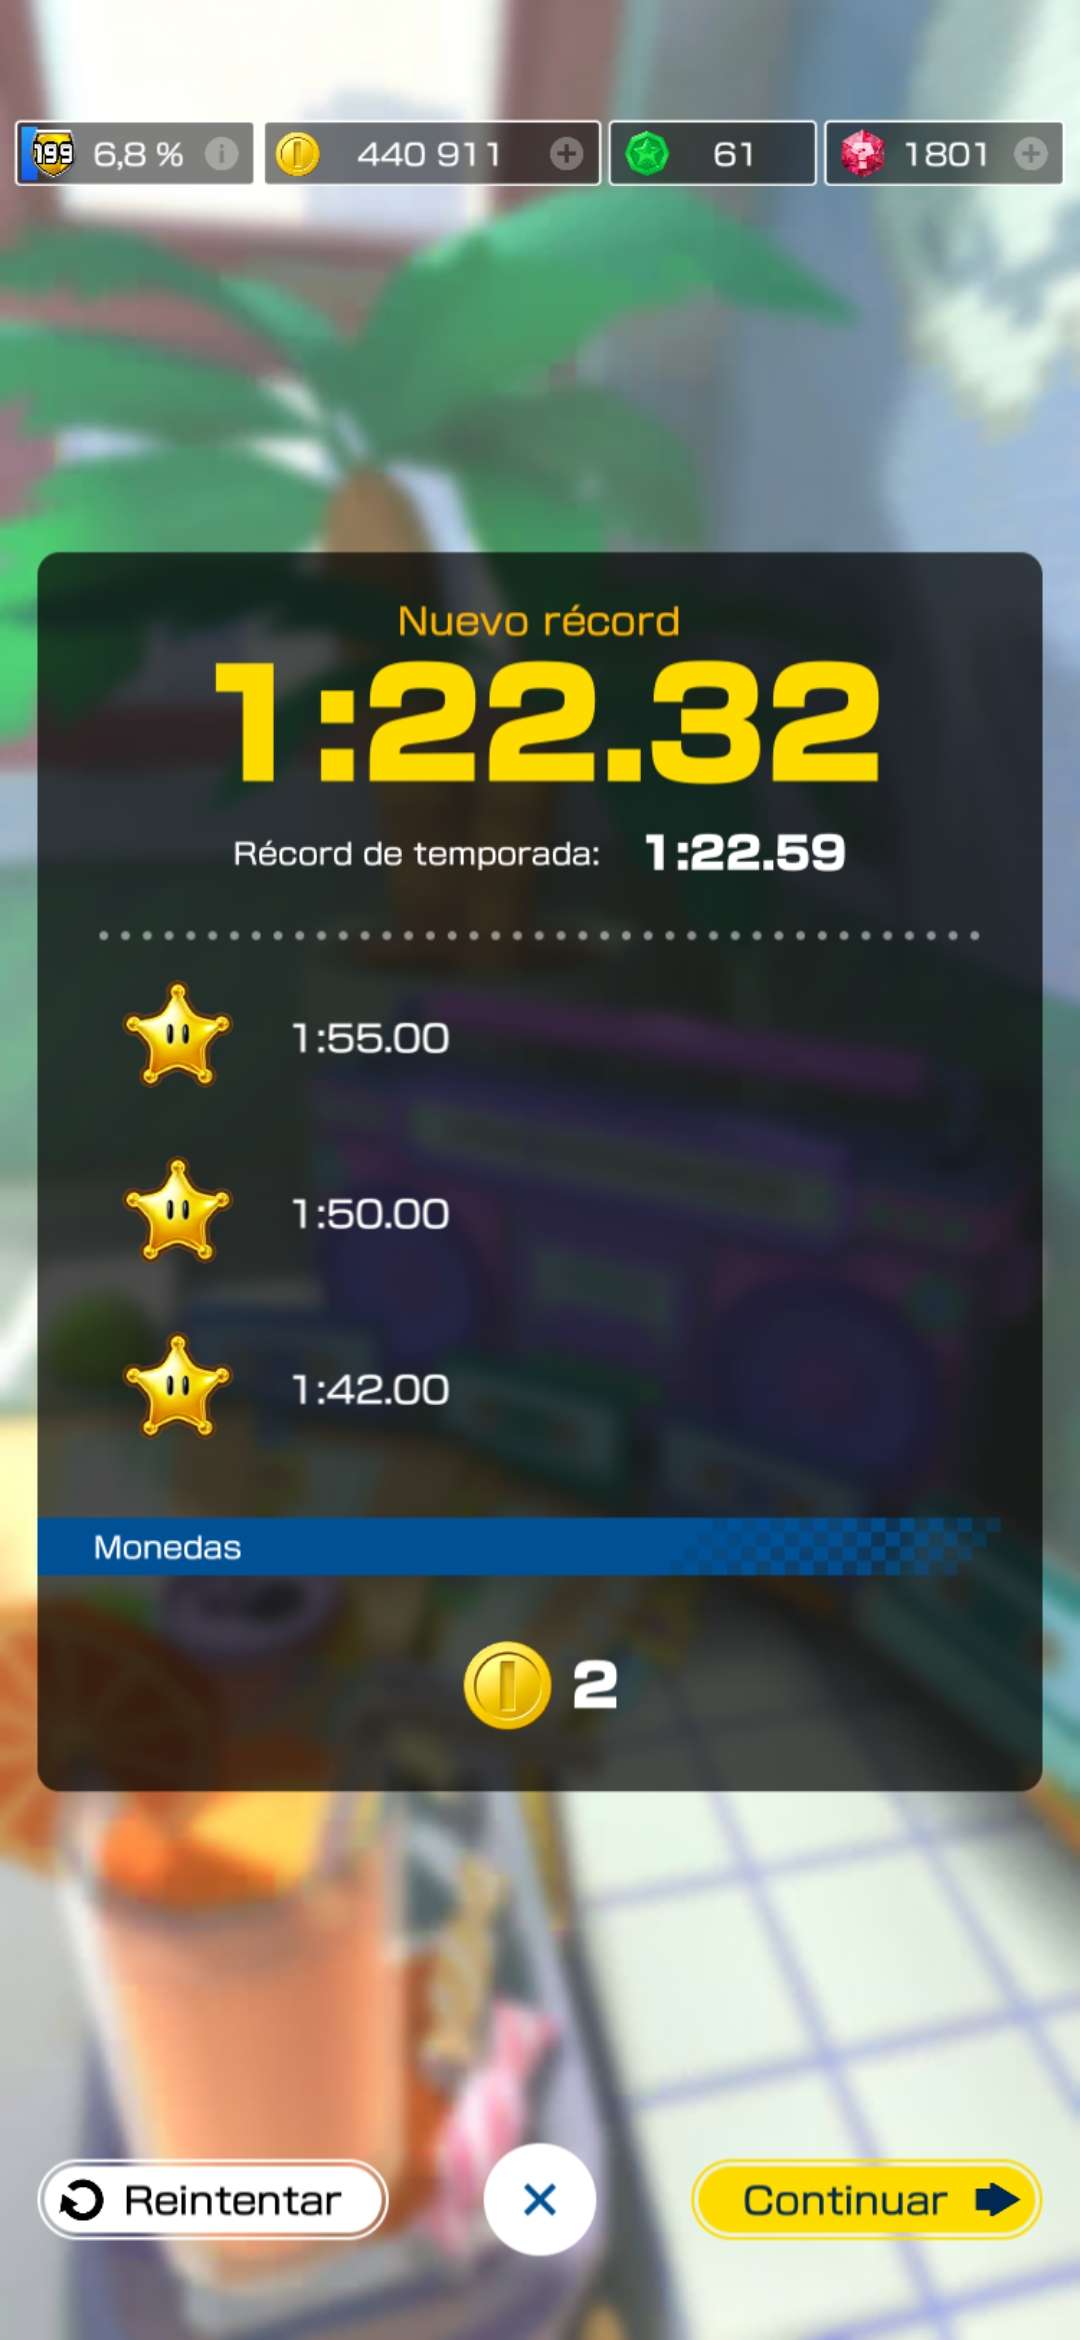 199 6,8 % 440 911 61 1801
Nuevo récord
1:22.32
Récord de temporada: 1:22.59
1:55.00
1:50.00
1:42.00
Monedas
2
Reintentar Continuar